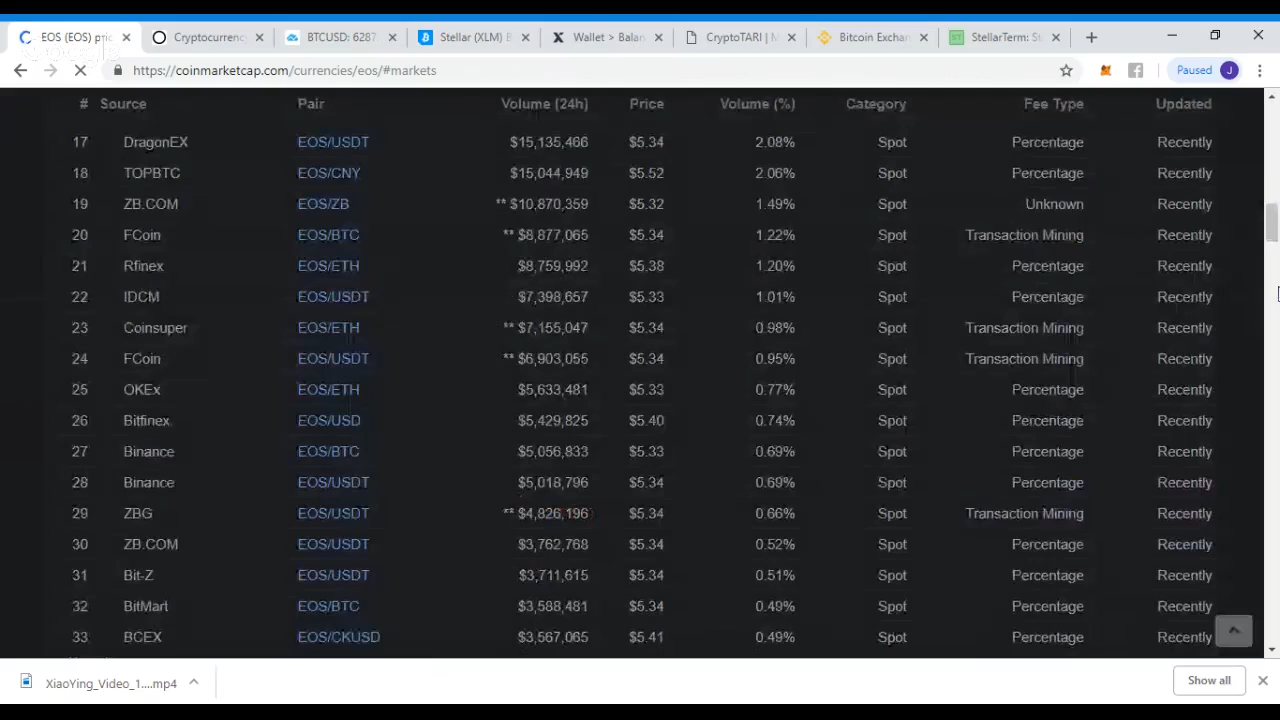 EOS (EOS) pri
Cryptocurrenc
BTCUSD: 6287
Stellar (XLM) B
Wallet > Balan
CryptoTARI | M
Bitcoin Exchan
StellarTerm: St
https://coinmarketcap.com/currencies/eos/#markets
Paused J
# Source Pair Volume (24h) Price Volume (%) Category Fee Type Updated
17 DragonEX EOS/USDT $15,135,466 $5.34 2.08% Spot Percentage Recently
18 TOPBTC EOS/CNY $15,044,949 $5.52 2.06% Spot Percentage Recently
19 ZB.COM EOS/ZB ** $10,870,359 $5.32 1.49% Spot Unknown Recently
20 FCoin EOS/BTC ** $8,877,065 $5.34 1.22% Spot Transaction Mining Recently
21 Rfinex EOS/ETH $8,759,992 $5.38 1.20% Spot Percentage Recently
22 IDCM EOS/USDT $7,398,657 $5.33 1.01% Spot Percentage Recently
23 Coinsuper EOS/ETH ** $7,155,047 $5.34 0.98% Spot Transaction Mining Recently
24 FCoin EOS/USDT ** $6,903,055 $5.34 0.95% Spot Transaction Mining Recently
25 OKEx EOS/ETH $5,633,481 $5.33 0.77% Spot Percentage Recently
26 Bitfinex EOS/USD $5,429,825 $5.40 0.74% Spot Percentage Recently
27 Binance EOS/BTC $5,056,833 $5.33 0.69% Spot Percentage Recently
28 Binance EOS/USDT $5,018,796 $5.34 0.69% Spot Percentage Recently
29 ZBG EOS/USDT ** $4,826,196 $5.34 0.66% Spot Transaction Mining Recently
30 ZB.COM EOS/USDT $3,762,768 $5.34 0.52% Spot Percentage Recently
31 Bit-Z EOS/USDT $3,711,615 $5.34 0.51% Spot Percentage Recently
32 BitMart EOS/BTC $3,588,481 $5.34 0.49% Spot Percentage Recently
33 BCEX EOS/CKUSD $3,567,065 $5.41 0.49% Spot Percentage Recently
XiaoYing_Video_1....mp4
Show all